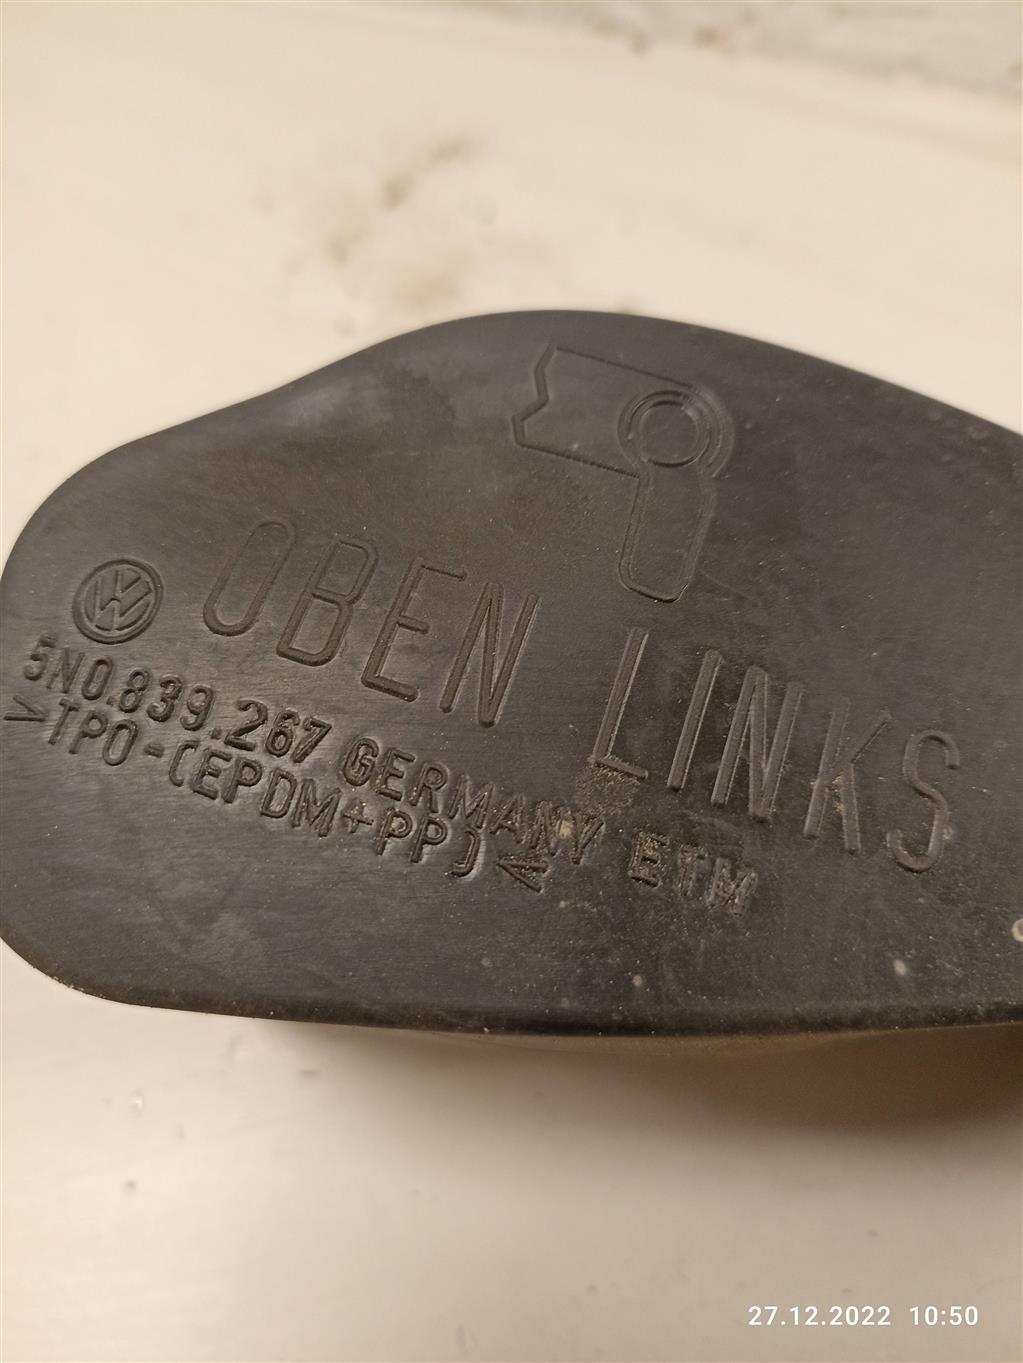 OBEN LINKS
5N0.839.267 GERMANY ETM
>TPO-(EPDM+PP)<
27.12.2022 10:50